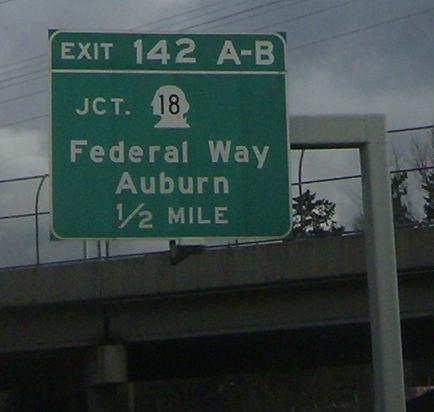 EXIT 142 A-B
JCT. 18
Federal Way
Auburn
1/2 MILE